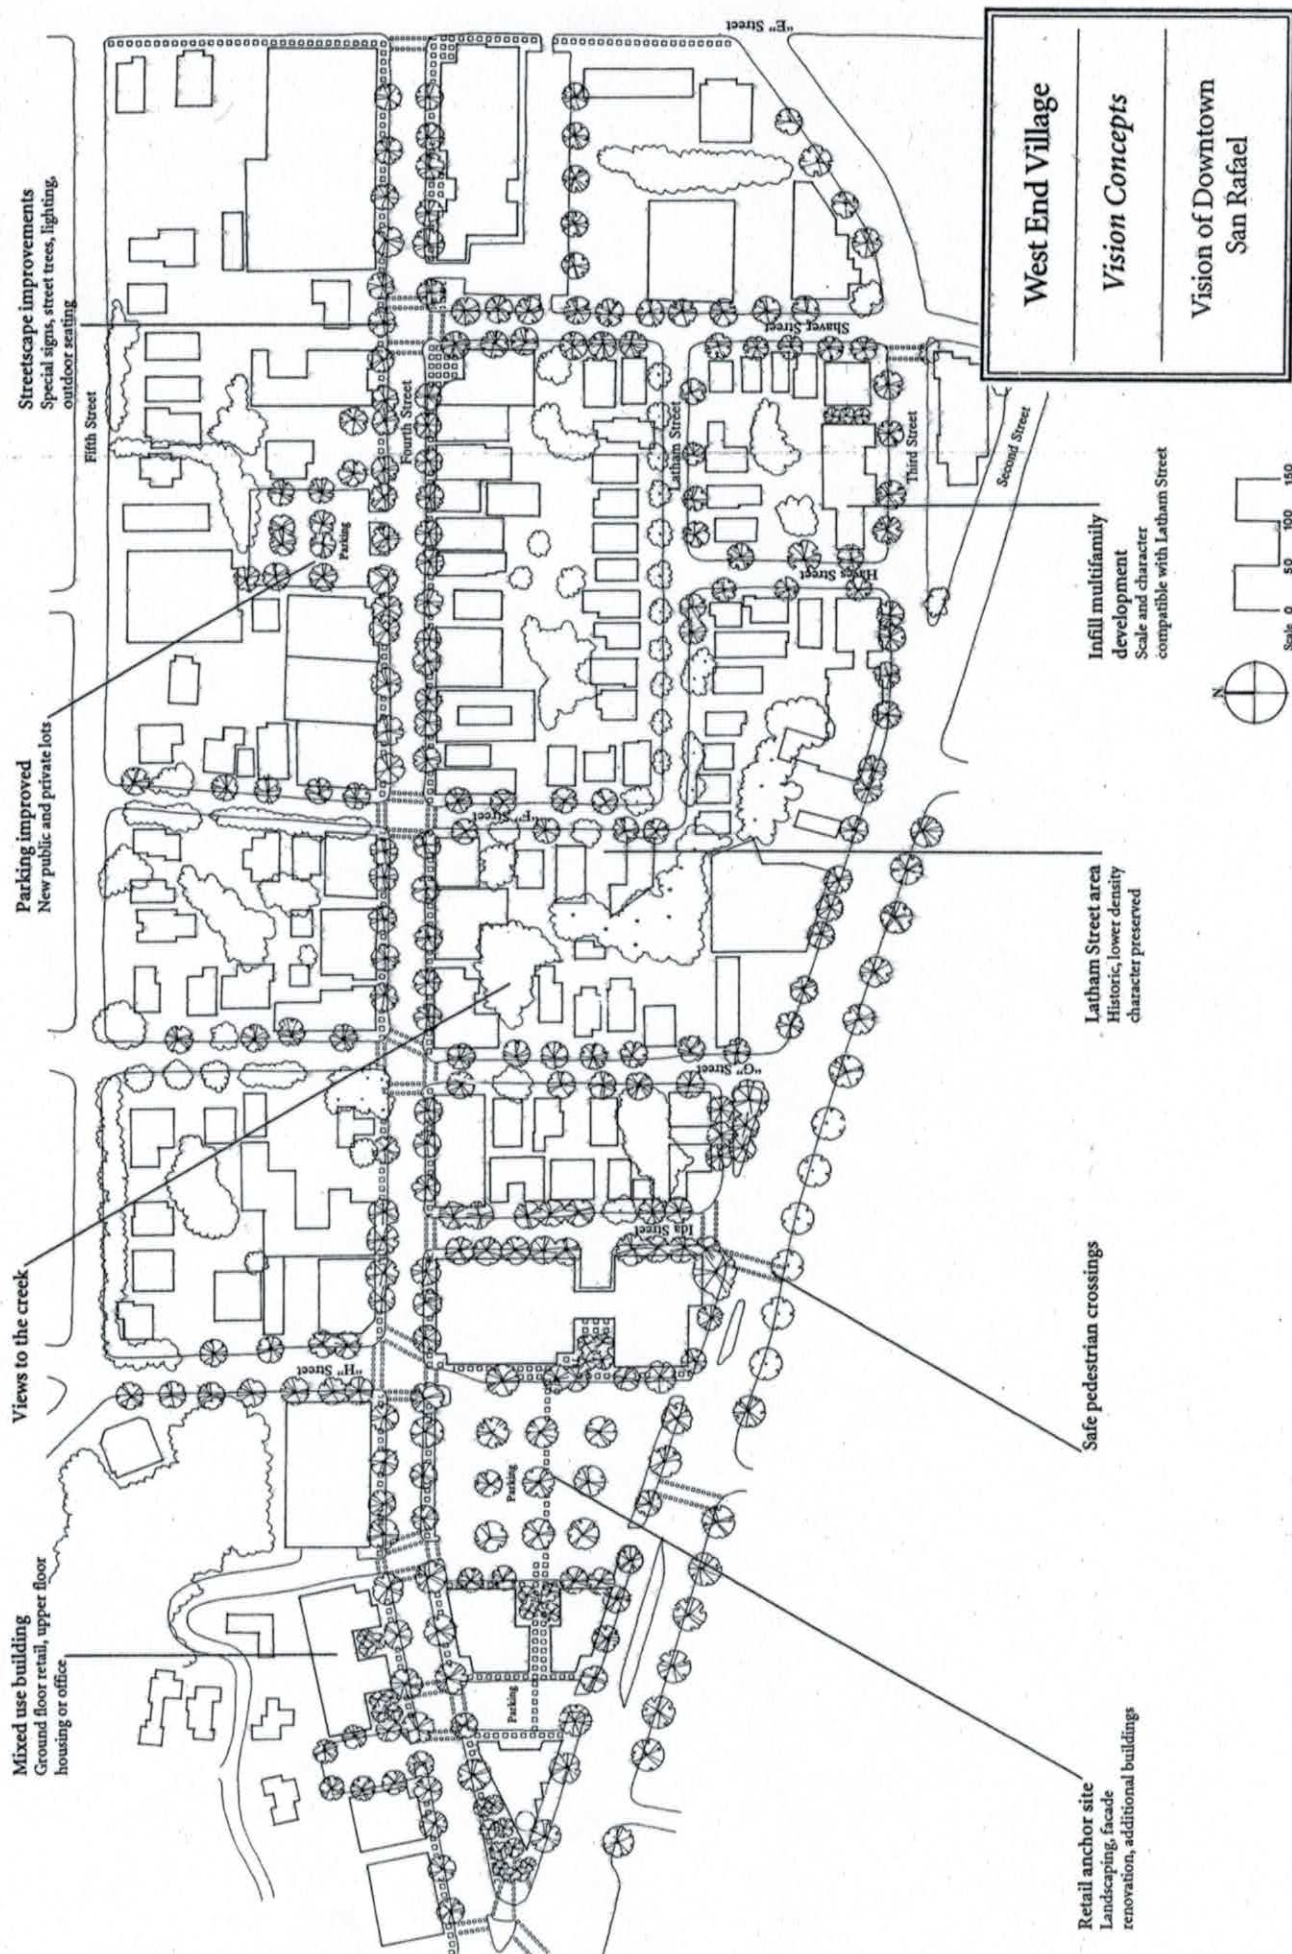 West End Village
Vision Concepts
Vision of Downtown
San Rafael
Mixed use building
Ground floor retail, upper floor
housing or office
Views to the creek
Parking improved
New public and private lots
Streetscape improvements
Special signs, street trees, lighting,
outdoor seating
Fifth Street
Fourth Street
Latham Street
Third Street
Second Street
"H" Street
Ida Street
"G" Street
"F" Street
Hayes Street
Shaver Street
"E" Street
Parking
Parking
Parking
Retail anchor site
Landscaping, facade
renovation, additional buildings
Safe pedestrian crossings
Latham Street area
Historic, lower density
character preserved
Infill multifamily
development
Scale and character
compatible with Latham Street
N
Scale 0 50 100 150